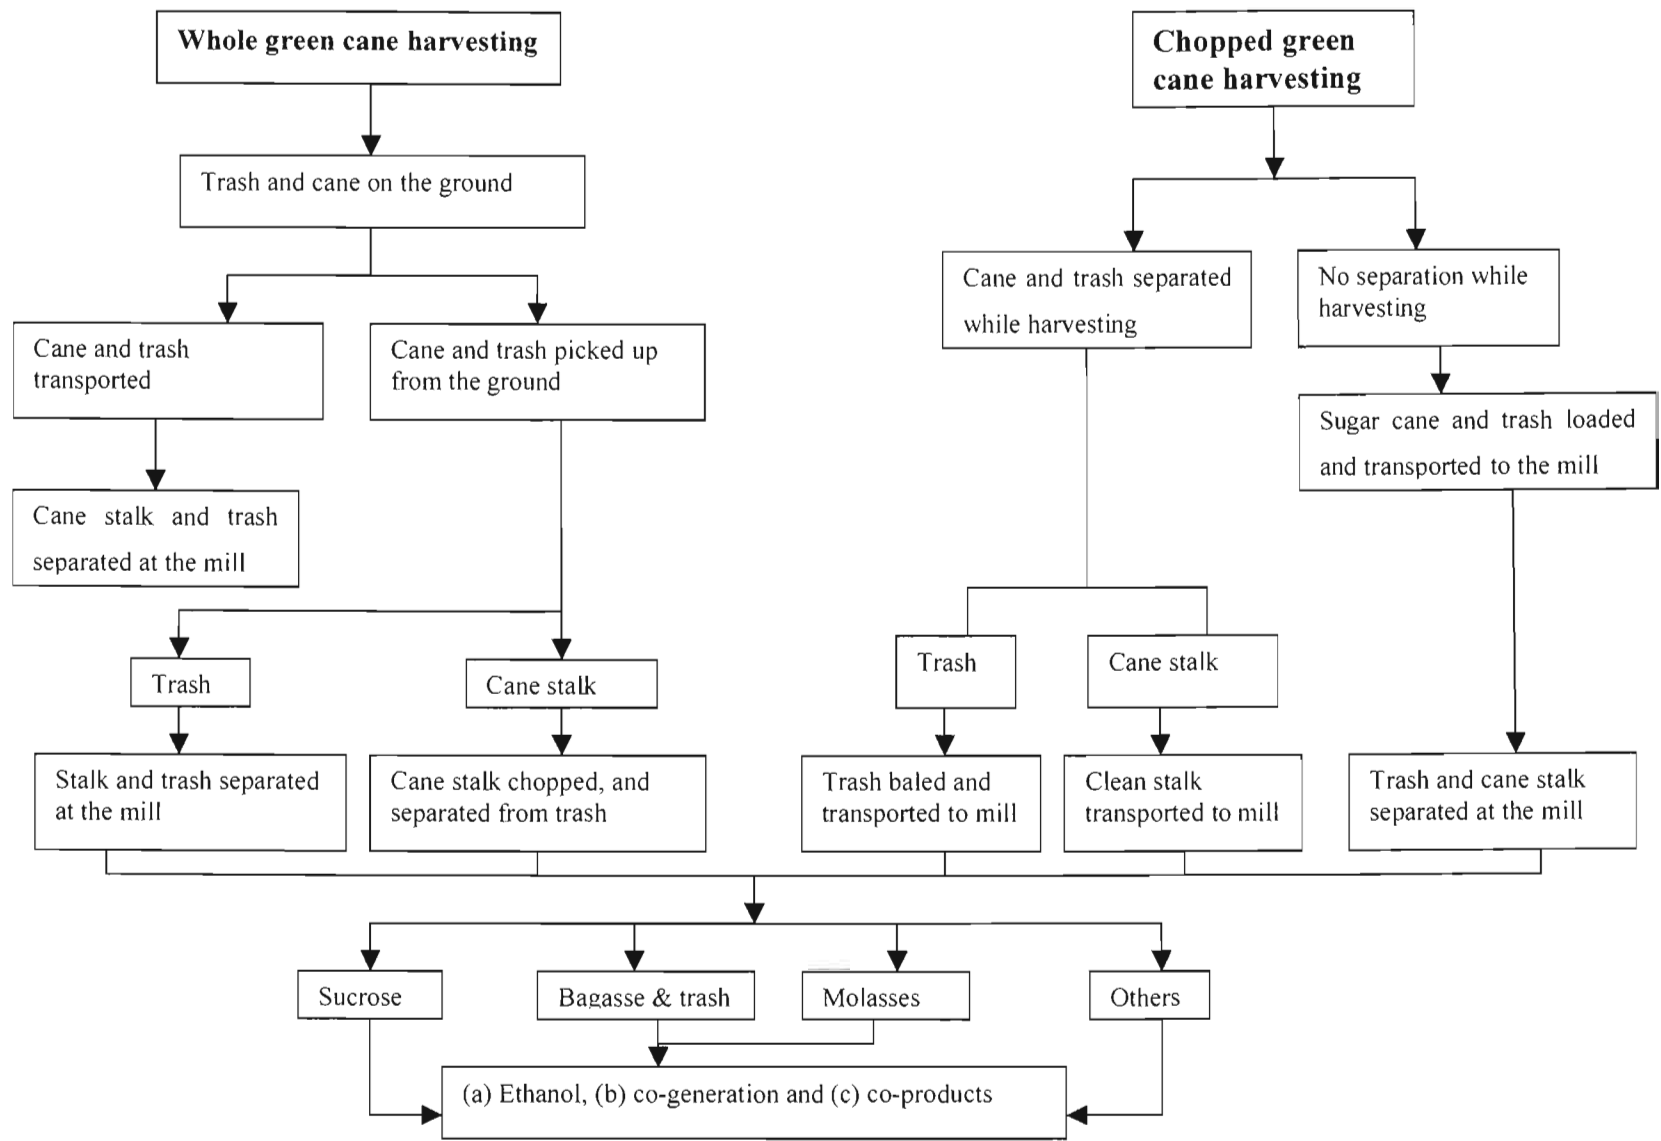 Whole green cane harvesting
Chopped green
cane harvesting
Trash and cane on the ground
Cane and trash separated
while harvesting
No separation while
harvesting
Cane and trash
transported
Cane and trash picked up
from the ground
Sugar cane and trash loaded
and transported to the mill
Cane stalk and trash
separated at the mill
Trash
Cane stalk
Trash
Cane stalk
Stalk and trash separated
at the mill
Cane stalk chopped, and
separated from trash
Trash baled and
transported to mill
Clean stalk
transported to mill
Trash and cane stalk
separated at the mill
Sucrose
Bagasse & trash
Molasses
Others
(a) Ethanol, (b) co-generation and (c) co-products